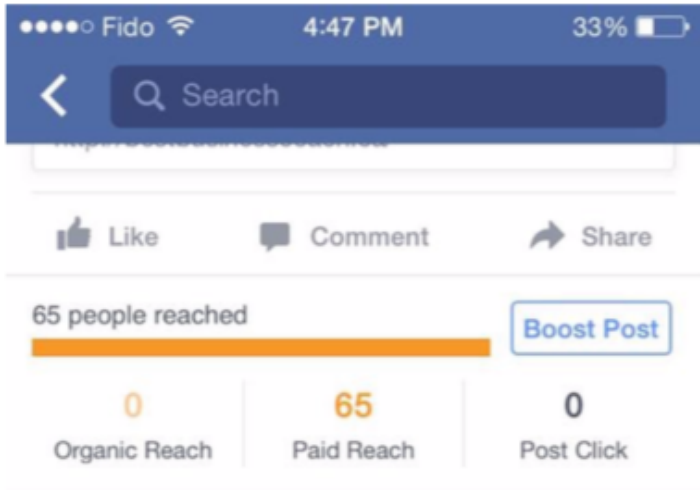 Fido 4:47 PM 33%
Search
Like Comment Share
65 people reached
Boost Post
0 65 0
Organic Reach Paid Reach Post Click